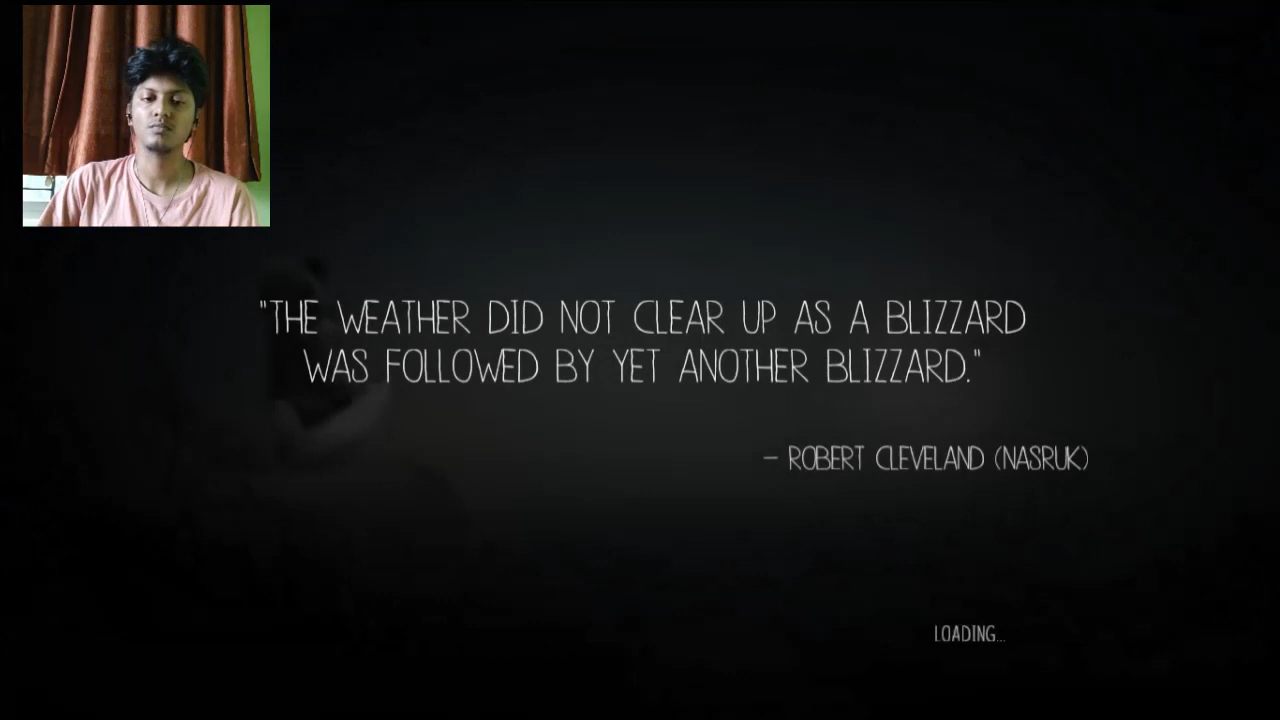 "THE WEATHER DID NOT CLEAR UP AS A BLIZZARD
WAS FOLLOWED BY YET ANOTHER BLIZZARD."
– ROBERT CLEVELAND (NASRUK)
LOADING...